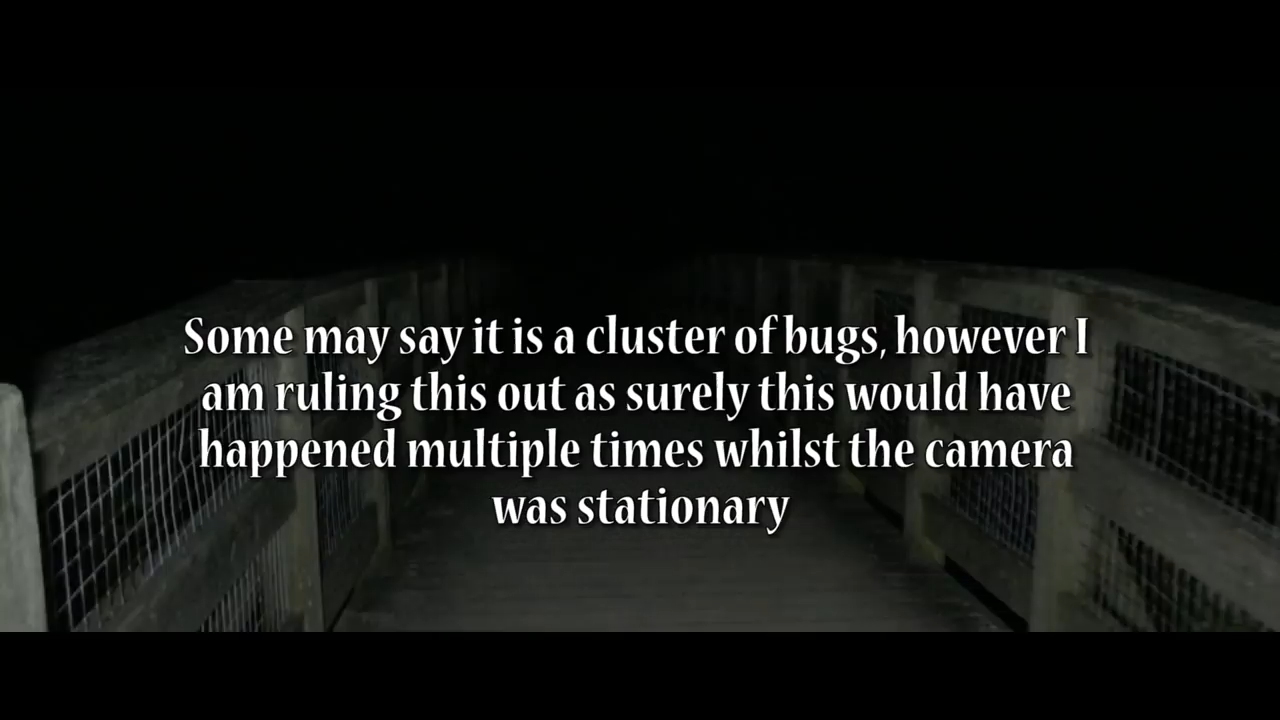 Some may say it is a cluster of bugs, however I
am ruling this out as surely this would have
happened multiple times whilst the camera
was stationary